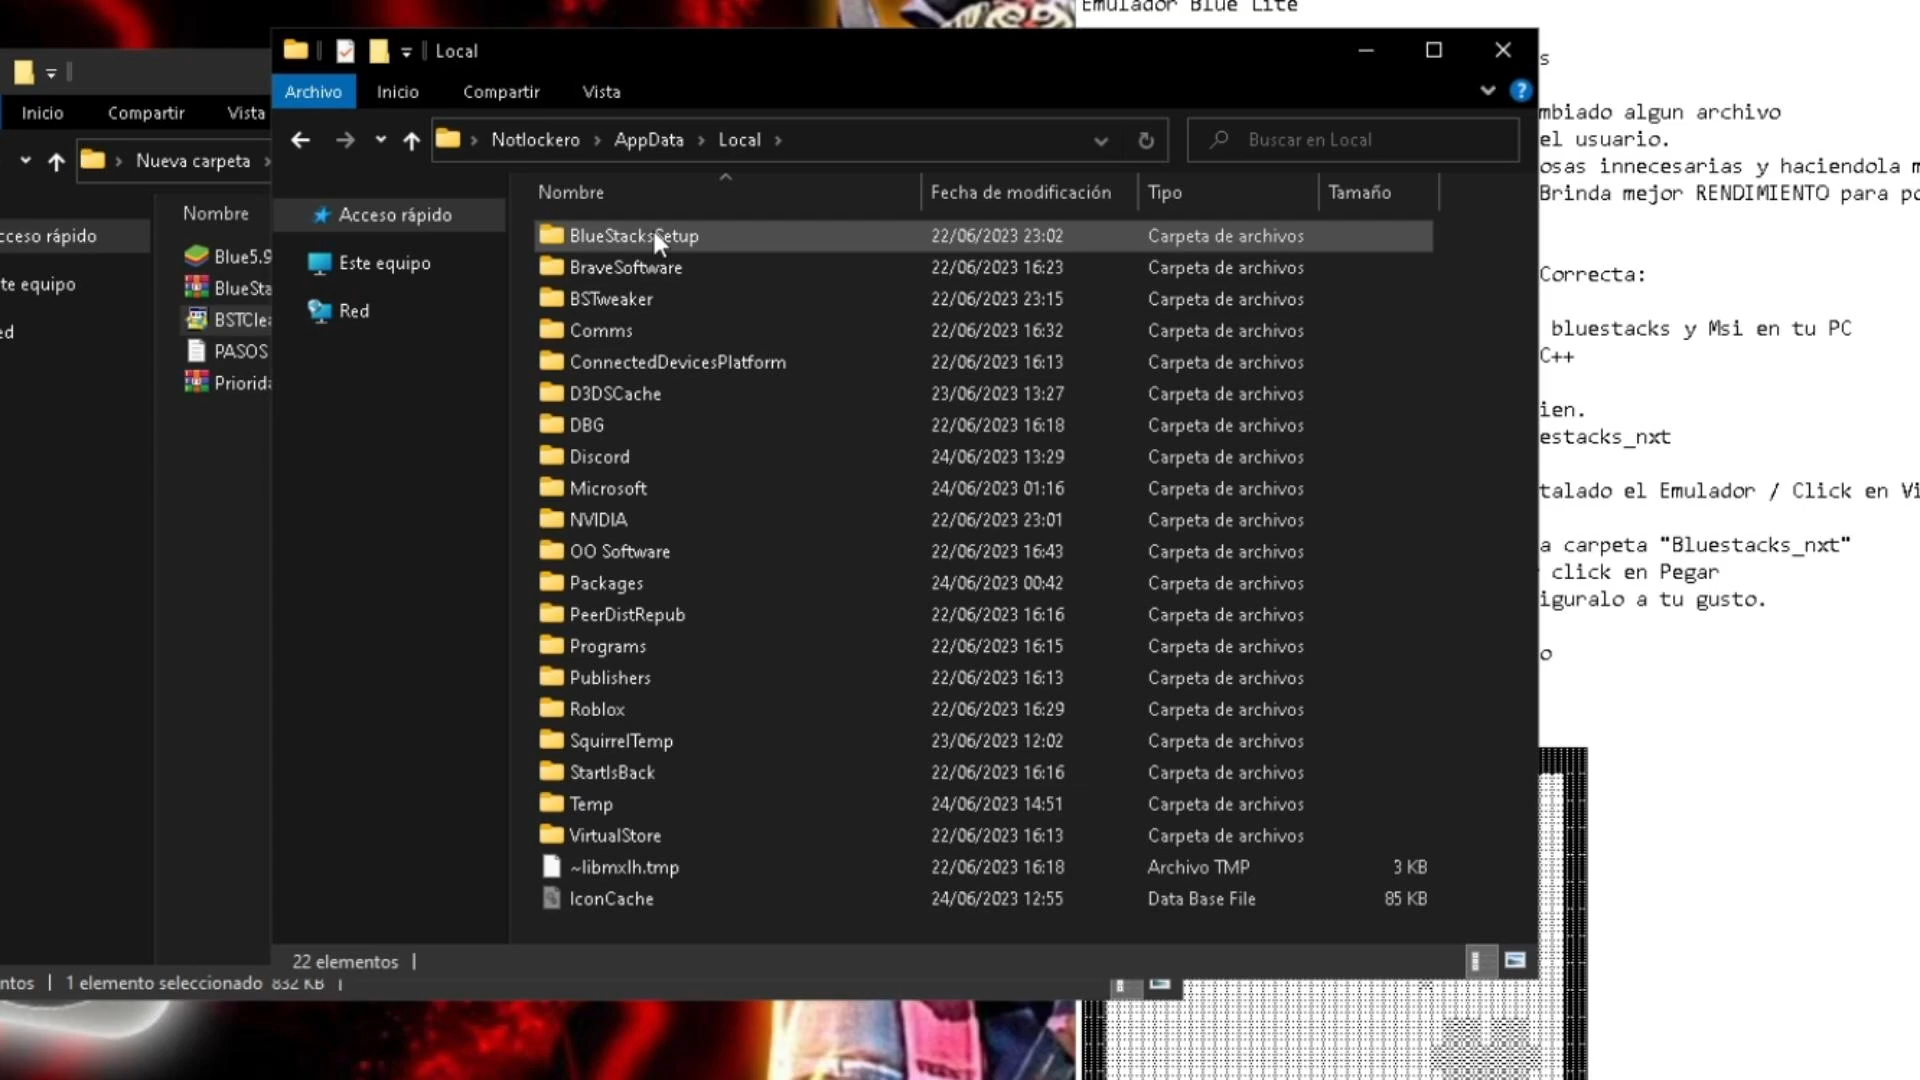 Emulador Blue Lite
Local
Archivo
Inicio
Compartir
Vista
Notlockero
AppData
Local
Buscar en Local
Nombre
Fecha de modificación
Tipo
Tamaño
Acceso rápido
Este equipo
Red
BlueStacksSetup 22/06/2023 23:02 Carpeta de archivos
BraveSoftware 22/06/2023 16:23 Carpeta de archivos
BSTweaker 22/06/2023 23:15 Carpeta de archivos
Comms 22/06/2023 16:32 Carpeta de archivos
ConnectedDevicesPlatform 22/06/2023 16:13 Carpeta de archivos
D3DSCache 23/06/2023 13:27 Carpeta de archivos
DBG 22/06/2023 16:18 Carpeta de archivos
Discord 24/06/2023 13:29 Carpeta de archivos
Microsoft 24/06/2023 01:16 Carpeta de archivos
NVIDIA 22/06/2023 23:01 Carpeta de archivos
OO Software 22/06/2023 16:43 Carpeta de archivos
Packages 24/06/2023 00:42 Carpeta de archivos
PeerDistRepub 22/06/2023 16:16 Carpeta de archivos
Programs 22/06/2023 16:15 Carpeta de archivos
Publishers 22/06/2023 16:13 Carpeta de archivos
Roblox 22/06/2023 16:29 Carpeta de archivos
SquirrelTemp 23/06/2023 12:02 Carpeta de archivos
StartIsBack 22/06/2023 16:16 Carpeta de archivos
Temp 24/06/2023 14:51 Carpeta de archivos
VirtualStore 22/06/2023 16:13 Carpeta de archivos
~libmxlh.tmp 22/06/2023 16:18 Archivo TMP 3 KB
IconCache 24/06/2023 12:55 Data Base File 85 KB
22 elementos
Inicio
Compartir
Vista
Nueva carpeta
Nombre
cceso rápido
te equipo
ed
Blue5.9
BlueSta
BSTClea
PASOS
Priorida
ntos
1 elemento seleccionado 832 KB
s
mbiado algun archivo
el usuario.
osas innecesarias y haciendola m
Brinda mejor RENDIMIENTO para po
Correcta:
bluestacks y Msi en tu PC
C++
ien.
estacks_nxt
talado el Emulador / Click en Vi
a carpeta "Bluestacks_nxt"
click en Pegar
iguralo a tu gusto.
o